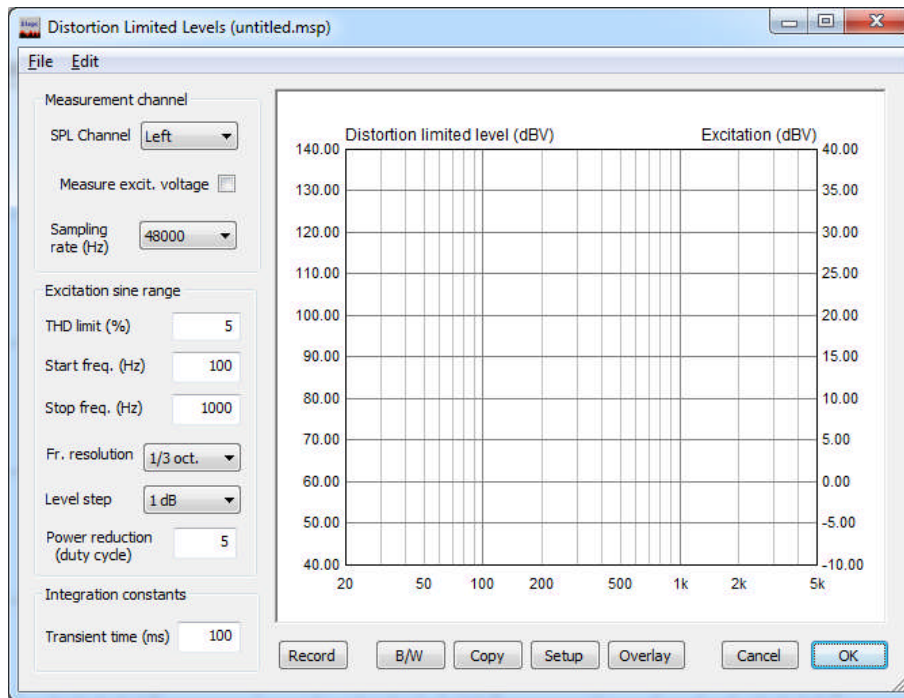 Distortion Limited Levels (untitled.msp)
File Edit
Measurement channel
SPL Channel Left
Measure excit. voltage
Sampling
rate (Hz)
48000
Excitation sine range
THD limit (%) 5
Start freq. (Hz) 100
Stop freq. (Hz) 1000
Fr. resolution 1/3 oct.
Level step 1 dB
Power reduction
(duty cycle)
5
Integration constants
Transient time (ms) 100
Distortion limited level (dBV) Excitation (dBV)
140.00 40.00
130.00 35.00
120.00 30.00
110.00 25.00
100.00 20.00
90.00 15.00
80.00 10.00
70.00 5.00
60.00 0.00
50.00 -5.00
40.00 -10.00
20 50 100 200 500 1k 2k 5k
Record B/W Copy Setup Overlay Cancel OK